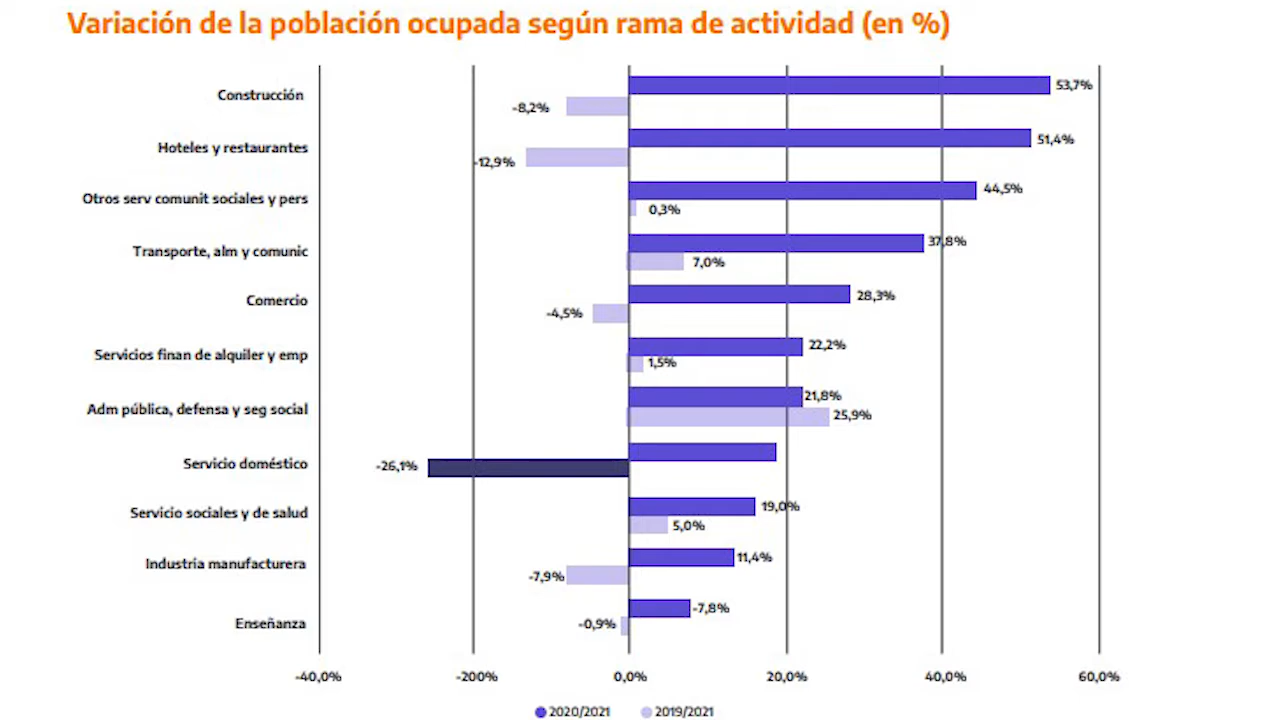 Variación de la población ocupada según rama de actividad (en %)
Construcción
53,7%
-8,2%
Hoteles y restaurantes
51,4%
-12,9%
Otros serv comunit sociales y pers
44,5%
0,3%
Transporte, alm y comunic
37,8%
7,0%
Comercio
28,3%
-4,5%
Servicios finan de alquiler y emp
22,2%
1,5%
Adm pública, defensa y seg social
21,8%
25,9%
Servicio doméstico
-26,1%
Servicio sociales y de salud
19,0%
5,0%
Industria manufacturera
11,4%
-7,9%
Enseñanza
-7,8%
-0,9%
-40,0% -200% 0,0% 20,0% 40,0% 60,0%
2020/2021 2019/2021